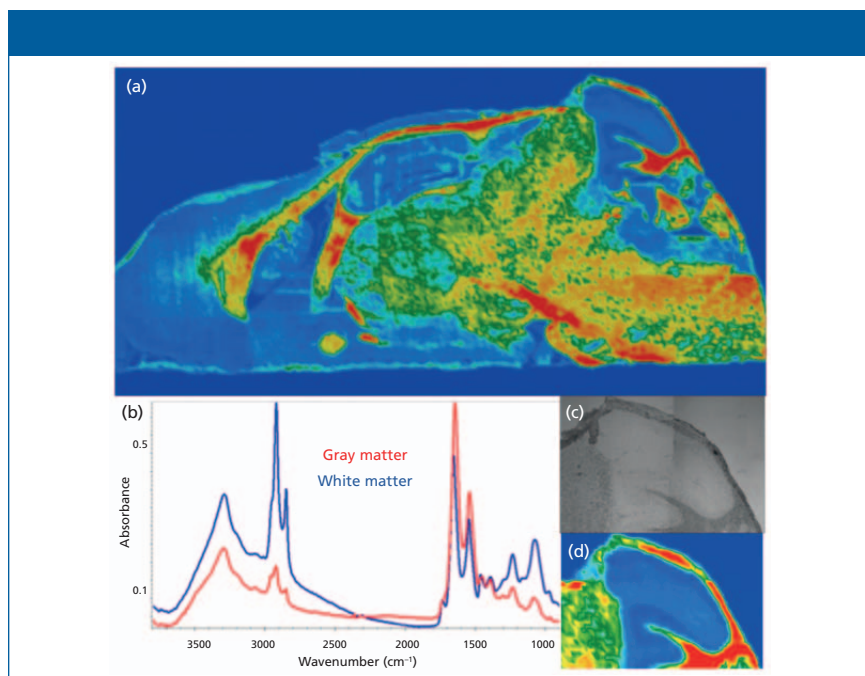 (a)
(b)
Gray matter
White matter
Absorbance
0.5
0.1
3500 3000 2500 2000 1500 1000
Wavenumber (cm⁻¹)
(c)
(d)